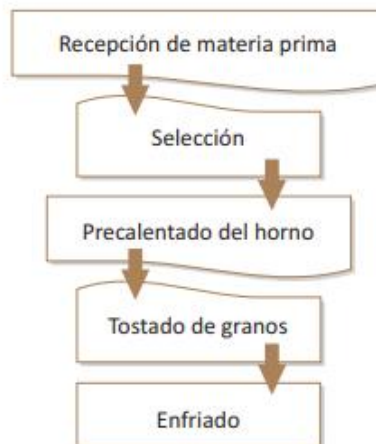 Recepción de materia prima
Selección
Precalentado del horno
Tostado de granos
Enfriado